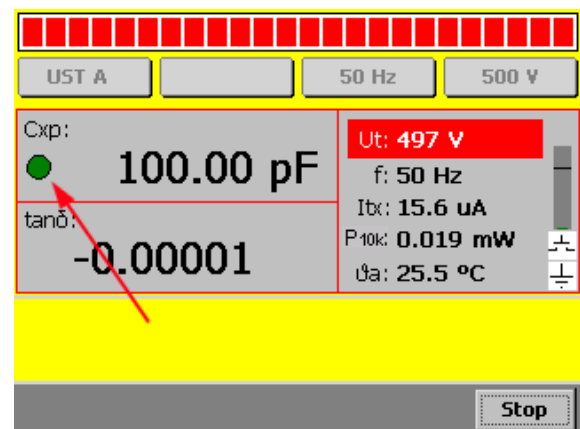 UST A 50 Hz 500 V
Cxp:
100.00 pF
tanδ:
-0.00001
Ut: 497 V
f: 50 Hz
Itx: 15.6 uA
P10k: 0.019 mW
ϑa: 25.5 ºC
Stop